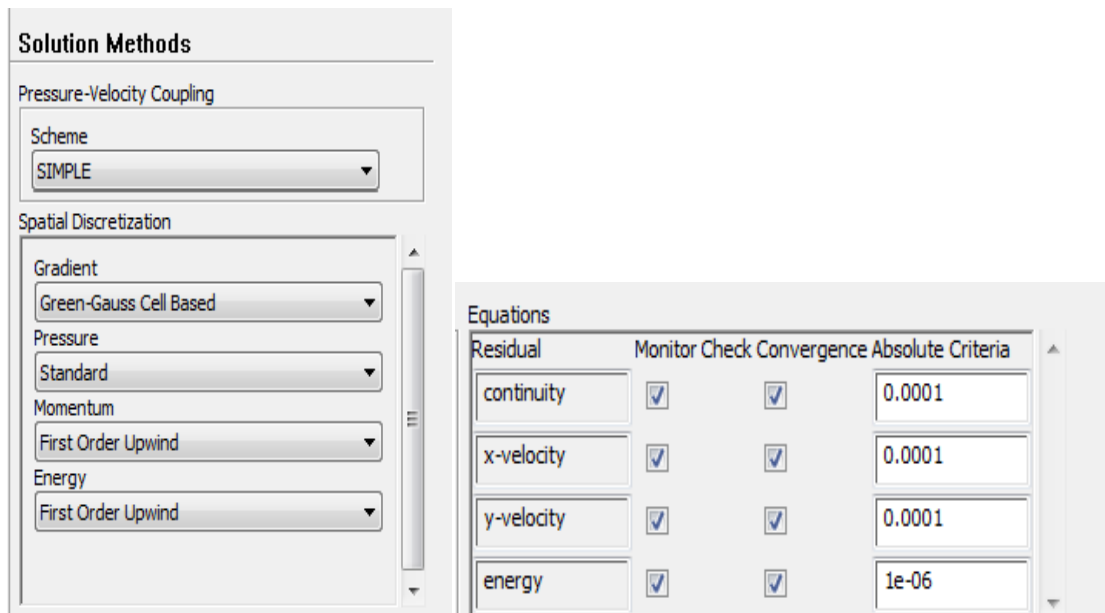 Solution Methods
Pressure-Velocity Coupling
Scheme
SIMPLE
Spatial Discretization
Gradient
Green-Gauss Cell Based
Pressure
Standard
Momentum
First Order Upwind
Energy
First Order Upwind
Equations
Residual Monitor Check Convergence Absolute Criteria
continuity 0.0001
x-velocity 0.0001
y-velocity 0.0001
energy 1e-06